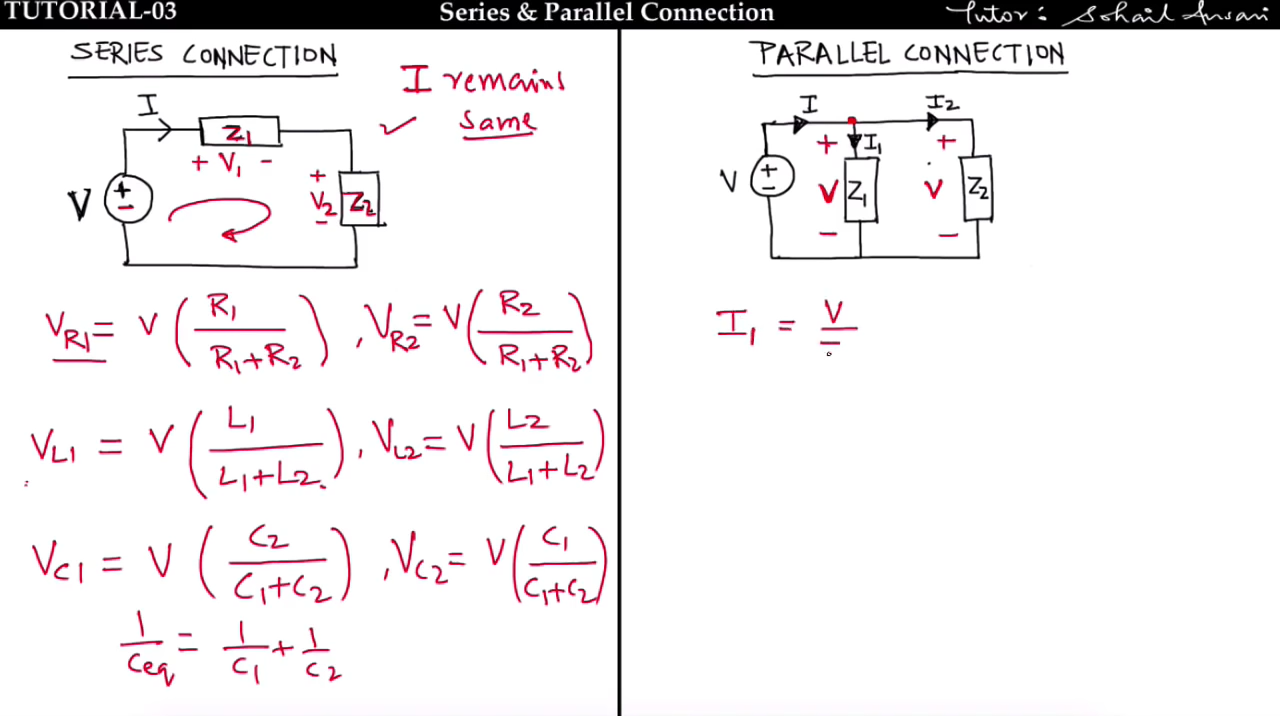 TUTORIAL-03
Series & Parallel Connection
Tutor: Sohail Ansari
SERIES CONNECTION
I remains
same
I
Z1
+ V1 -
V
+
-
+
V2
-
Z2
VR1 = V (R1 / (R1+R2)), VR2 = V (R2 / (R1+R2))
VL1 = V (L1 / (L1+L2)), VL2 = V (L2 / (L1+L2))
VC1 = V (C2 / (C1+C2)), VC2 = V (C1 / (C1+C2))
1/Ceq = 1/C1 + 1/C2
PARALLEL CONNECTION
I
I2
I1
V
+
-
+
V
-
Z1
+
V
-
Z2
I1 = V